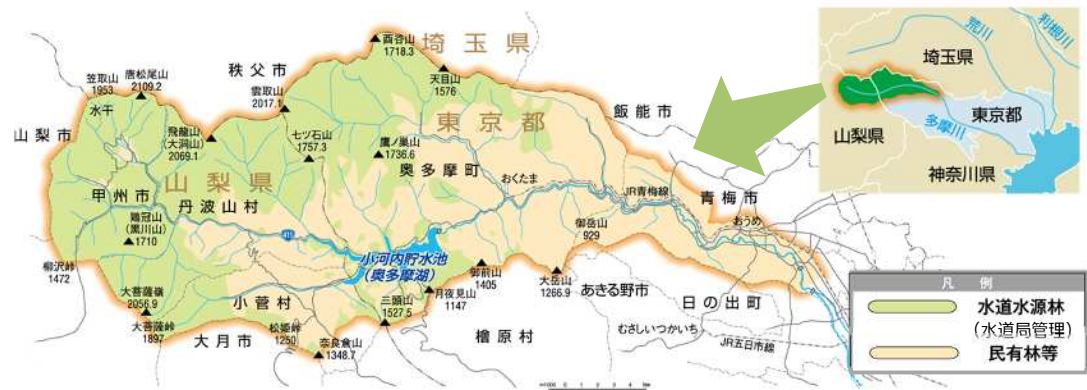 埼玉県
酉谷山
1718.3
秩父市
天目山
1576
唐松尾山
2109.2
笠取山
1953
水干
雲取山
2017.1
飯能市
山梨市
飛龍山
(大洞山)
2069.1
七ツ石山
1757.3
鷹ノ巣山
1736.6
東京都
奥多摩町
おくたま
JR青梅線
青梅市
おうめ
山梨県
甲州市
丹波山村
鶏冠山
(黒川山)
1710
411
御岳山
929
柳沢峠
1472
小河内貯水池
(奥多摩湖)
御前山
1405
大岳山
1266.9
あきる野市
日の出町
大菩薩嶺
2056.9
小菅村
三頭山
1527.5
月夜見山
1147
大菩薩峠
1897
大月市
松姫峠
1250
奈良倉山
1348.7
檜原村
むさしいつかいち
JR五日市線
0 1 2 3 4 5km
荒川
利根川
埼玉県
東京都
多摩川
山梨県
神奈川県
凡例
水道水源林
(水道局管理)
民有林等